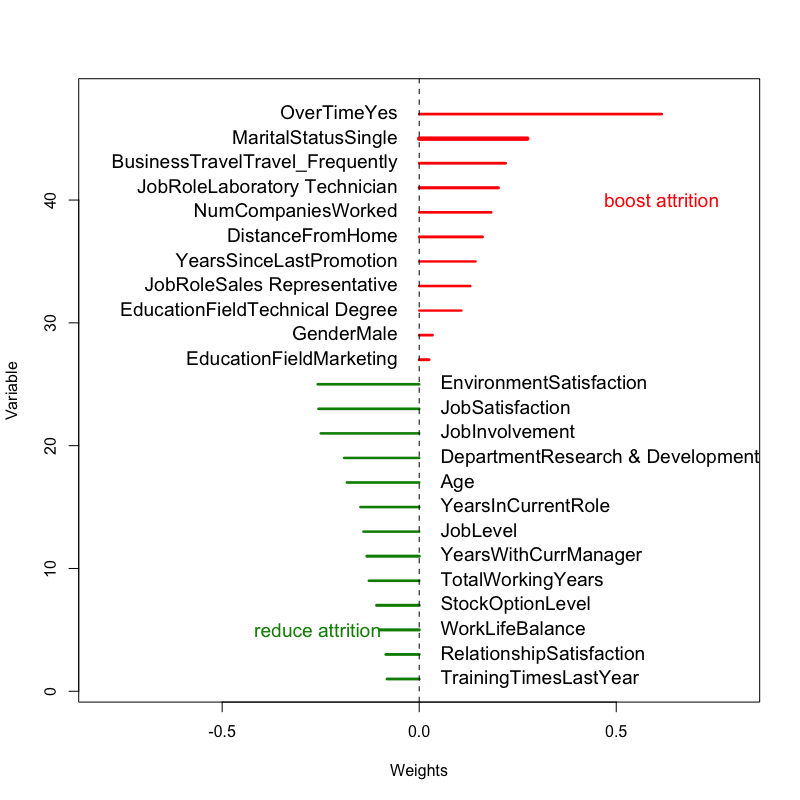 OverTimeYes
MaritalStatusSingle
BusinessTravelTravel_Frequently
JobRoleLaboratory Technician
boost attrition
NumCompaniesWorked
DistanceFromHome
YearsSinceLastPromotion
JobRoleSales Representative
EducationFieldTechnical Degree
GenderMale
EducationFieldMarketing
EnvironmentSatisfaction
JobSatisfaction
JobInvolvement
DepartmentResearch & Development
Age
YearsInCurrentRole
JobLevel
YearsWithCurrManager
TotalWorkingYears
StockOptionLevel
reduce attrition
WorkLifeBalance
RelationshipSatisfaction
TrainingTimesLastYear
Variable
40
30
20
10
0
-0.5
0.0
0.5
Weights